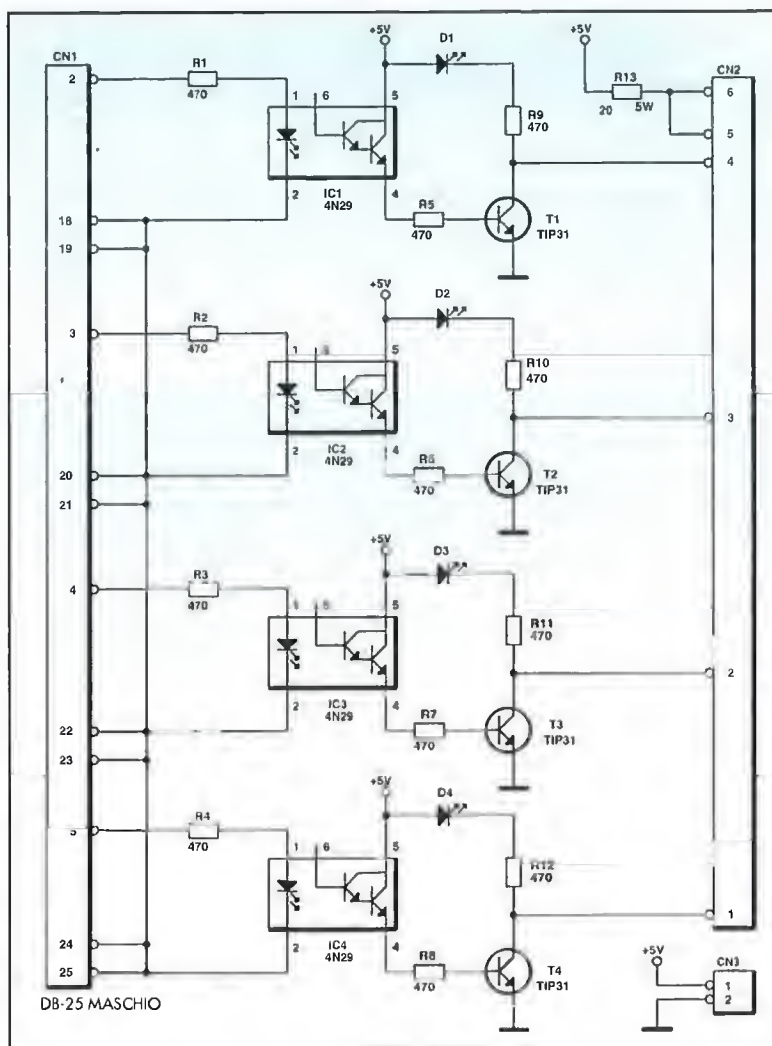 CN1
2
R1
470
1
6
5
+5V
D1
R9
470
+5V
R13
20
5W
CN2
6
5
4
2
4
IC1
4N29
R5
470
T1
TIP31
18
19
3
R2
470
1
5
+5V
D2
R10
470
3
2
4
IC2
4N29
R6
470
T2
TIP31
20
21
4
R3
470
1
5
+5V
D3
R11
470
2
2
4
IC3
4N29
R7
470
T3
TIP31
22
23
5
R4
470
1
6
5
+5V
D4
R12
470
1
2
4
IC4
4N29
R8
470
T4
TIP31
24
25
DB-25 MASCHIO
+5V
CN3
1
2